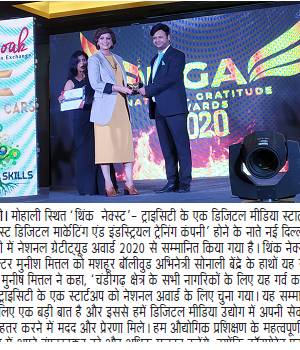 oak
Exchange
CARS
SKILLS
GA
GRATITUDE
AWARDS
2020
मोहाली स्थित 'थिंक नेक्स्ट'- ट्राइसिटी के एक डिजिटल मीडिया स्टा
स्ट डिजिटल मार्केटिंग एंड इंडस्ट्रियल ट्रेनिंग कंपनी' होने के नाते नई दिल्
में नेशनल ग्रेटीट्यूड अवार्ड 2020 से सम्मानित किया गया है। थिंक नेक्
टर मुनीश मित्तल को मशहूर बॉलीवुड अभिनेत्री सोनाली बेंद्रे के हाथों यह
मुनीष मित्तल ने कहा, 'चंडीगढ़ क्षेत्र के सभी नागरिकों के लिए यह गर्व का
ट्राइसिटी के एक स्टार्टअप को नेशनल अवार्ड के लिए चुना गया। यह सम्मा
लिए एक बड़ी बात है और इससे हमें डिजिटल मीडिया उद्योग में अपनी सेव
हतर करने में मदद और प्रेरणा मिले। हम औद्योगिक प्रशिक्षण के महत्वपूर्ण